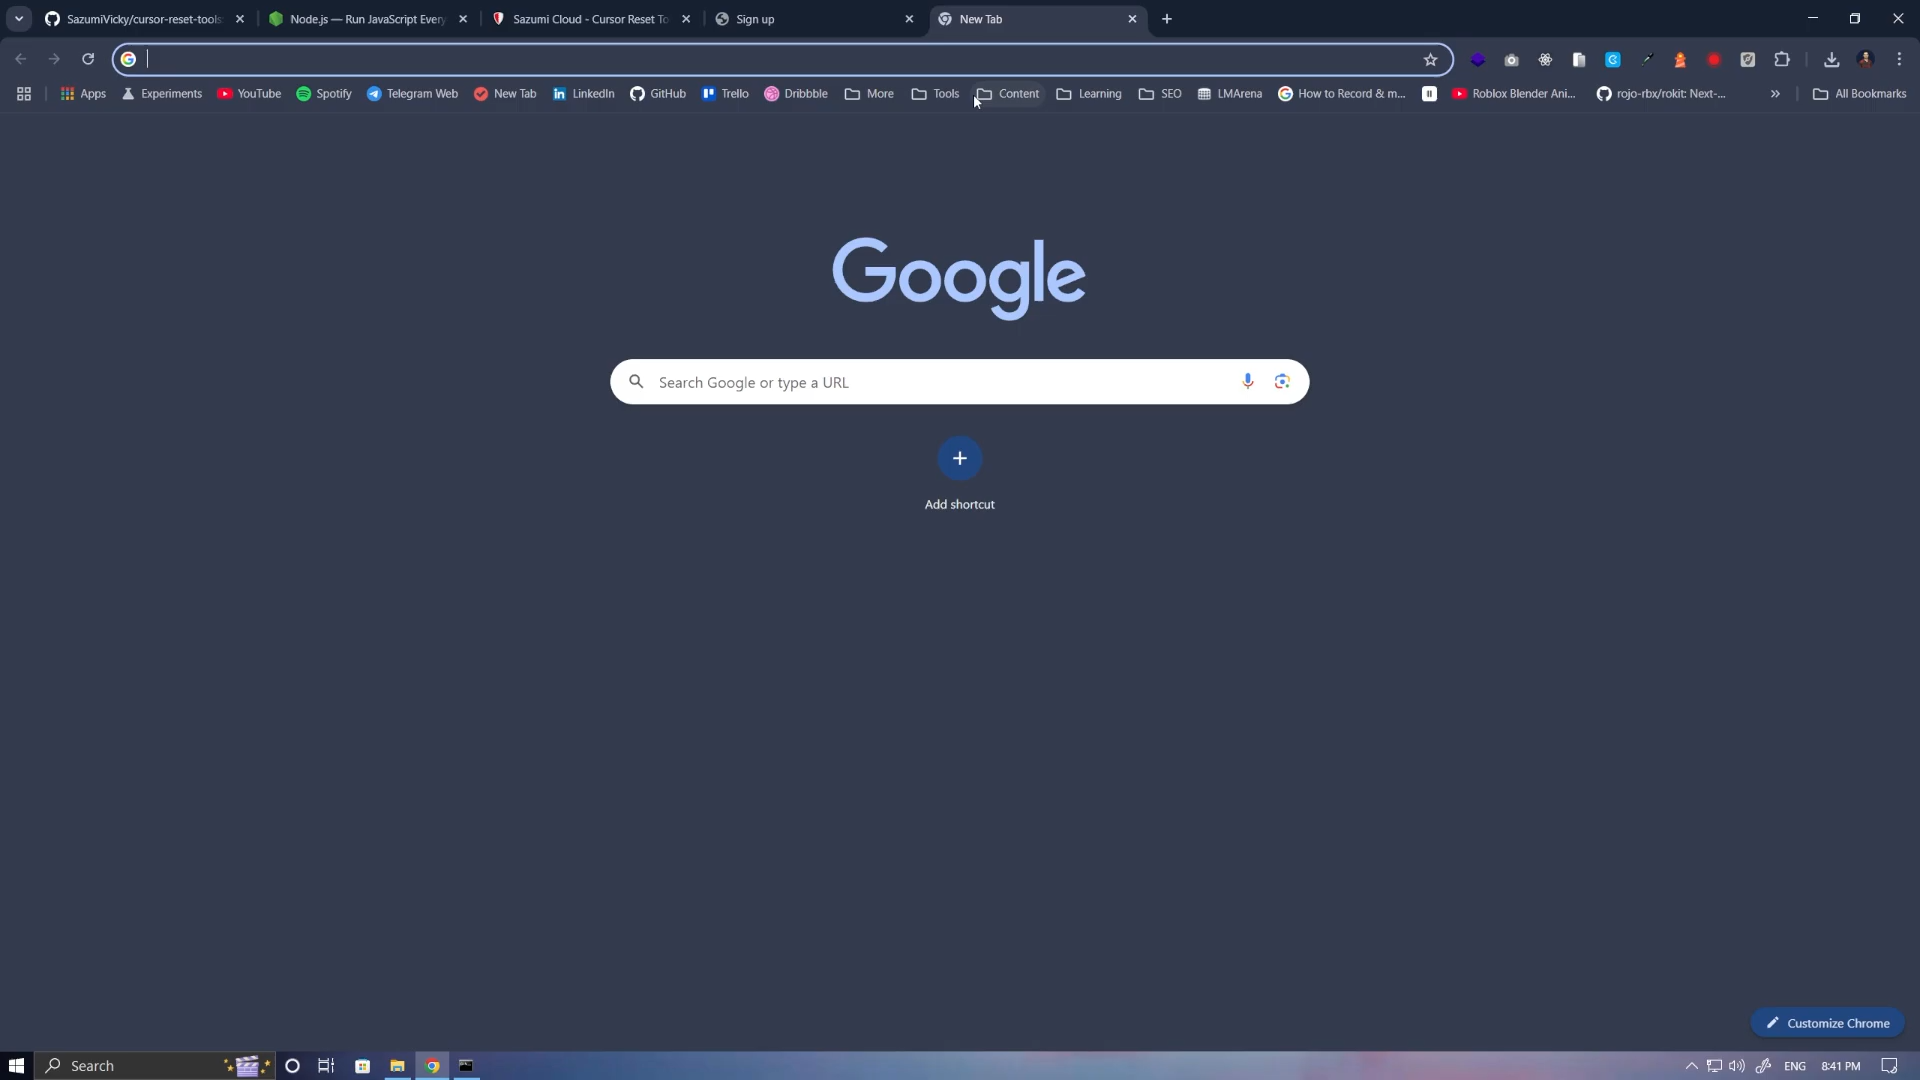 SazumiVicky/cursor-reset-tools
Node.js — Run JavaScript Every
Sazumi Cloud - Cursor Reset To
Sign up
New Tab
Apps
Experiments
YouTube
Spotify
Telegram Web
New Tab
LinkedIn
GitHub
Trello
Dribbble
More
Tools
Content
Learning
SEO
LMArena
How to Record & m...
Roblox Blender Ani...
rojo-rbx/rokit: Next-...
All Bookmarks
Google
Search Google or type a URL
Add shortcut
Customize Chrome
Search
ENG
8:41 PM